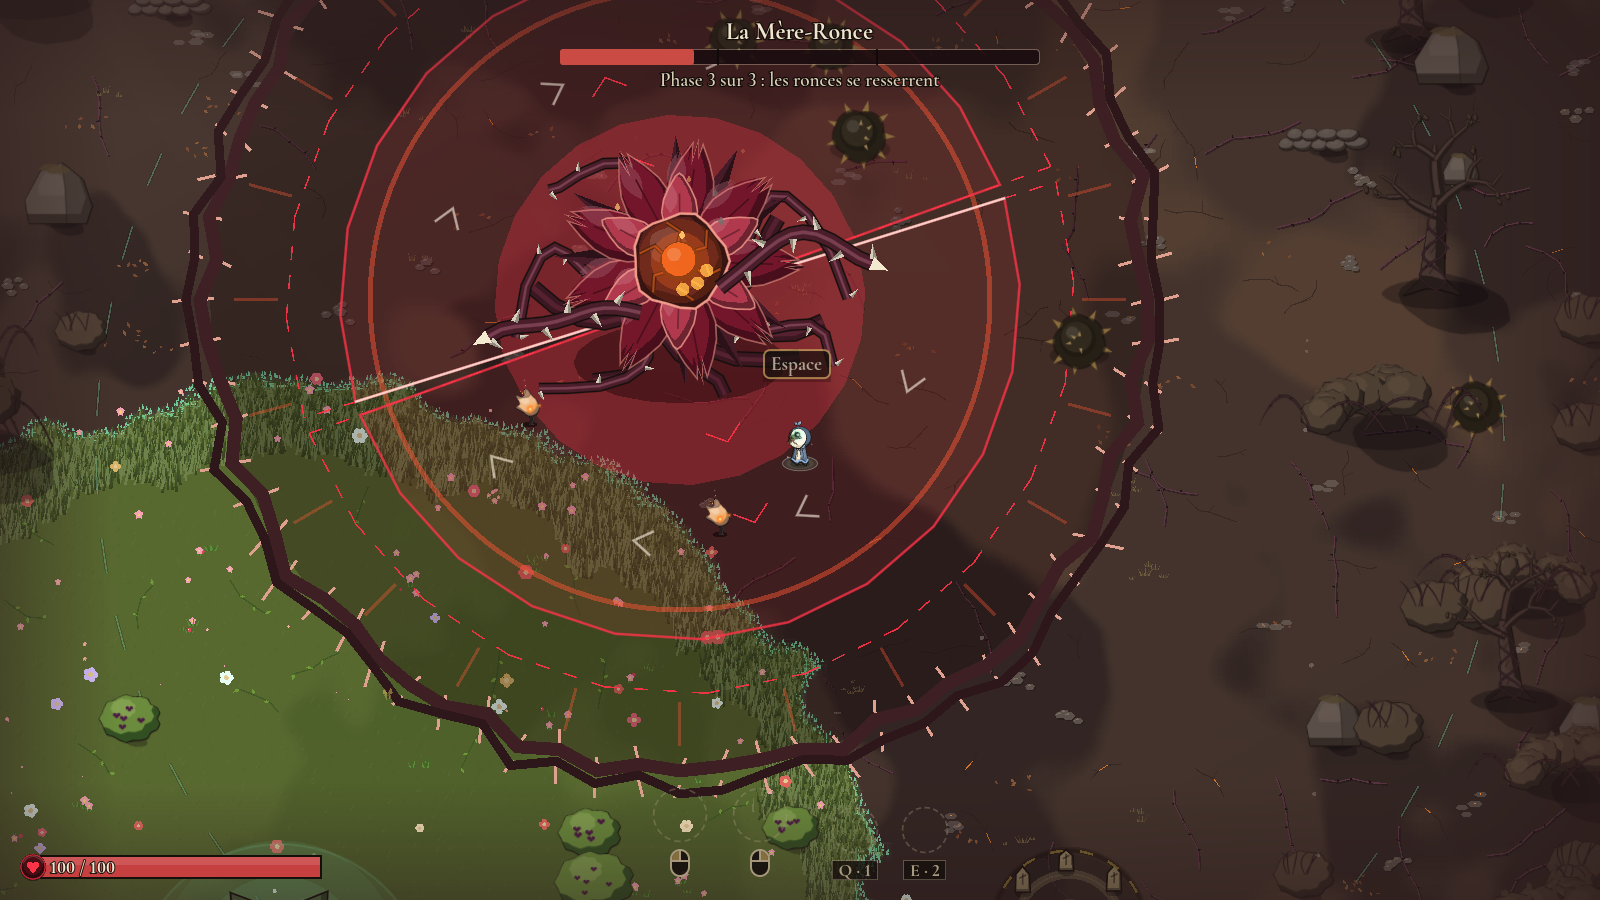 La Mère-Ronce
Phase 3 sur 3 : les ronces se resserrent
Espace
100 / 100
Q · 1
E · 2